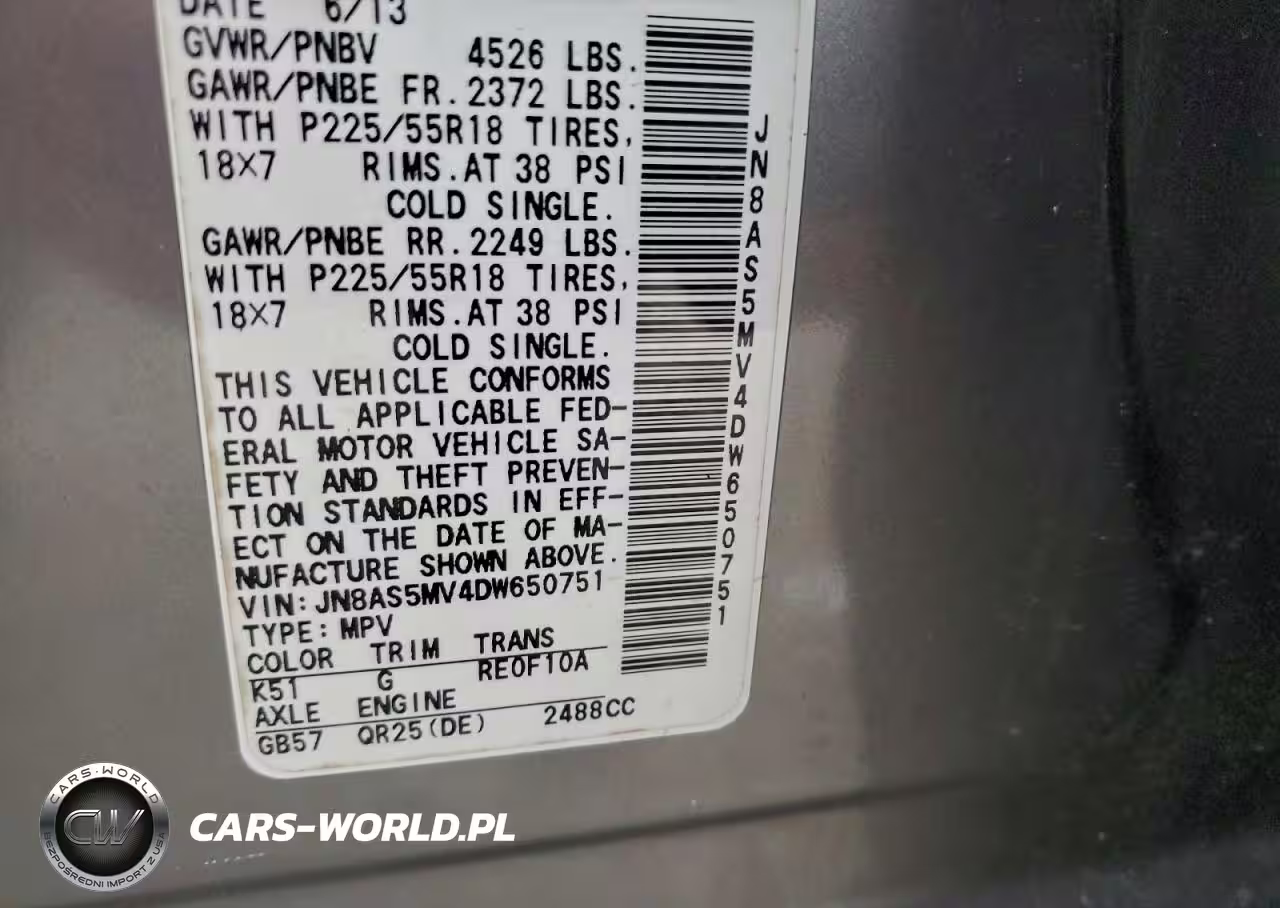 DATE 6/13
GVWR/PNBV 4526 LBS.
GAWR/PNBE FR. 2372 LBS.
WITH P225/55R18 TIRES,
18×7 RIMS. AT 38 PSI
COLD SINGLE.
GAWR/PNBE RR. 2249 LBS.
WITH P225/55R18 TIRES,
18×7 RIMS. AT 38 PSI
COLD SINGLE.
THIS VEHICLE CONFORMS
TO ALL APPLICABLE FED-
ERAL MOTOR VEHICLE SA-
FETY AND THEFT PREVEN-
TION STANDARDS IN EFF-
ECT ON THE DATE OF MA-
NUFACTURE SHOWN ABOVE.
VIN: JN8AS5MV4DW650751
TYPE: MPV
COLOR TRIM TRANS
K51 G RE0F10A
AXLE ENGINE
GB57 QR25(DE) 2488CC
JN8AS5MV4DW650751
CARS-WORLD
CW
BEZPOŚREDNI IMPORT Z USA
CARS-WORLD.PL